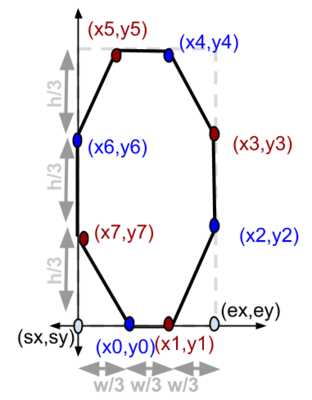 (x5,y5)
(x4,y4)
h/3
(x6,y6)
(x3,y3)
h/3
(x7,y7)
(x2,y2)
h/3
(sx,sy)
(ex,ey)
(x0,y0)(x1,y1)
w/3 w/3 w/3